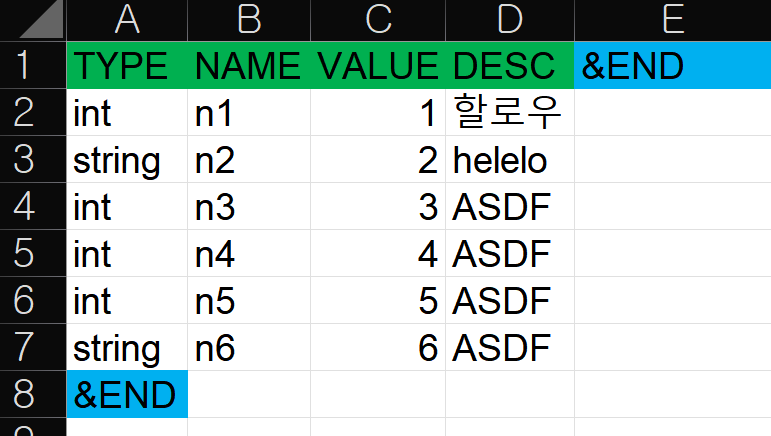 A B C D E
1 TYPE NAME VALUE DESC &END
2 int n1 1 할로우
3 string n2 2 helelo
4 int n3 3 ASDF
5 int n4 4 ASDF
6 int n5 5 ASDF
7 string n6 6 ASDF
8 &END